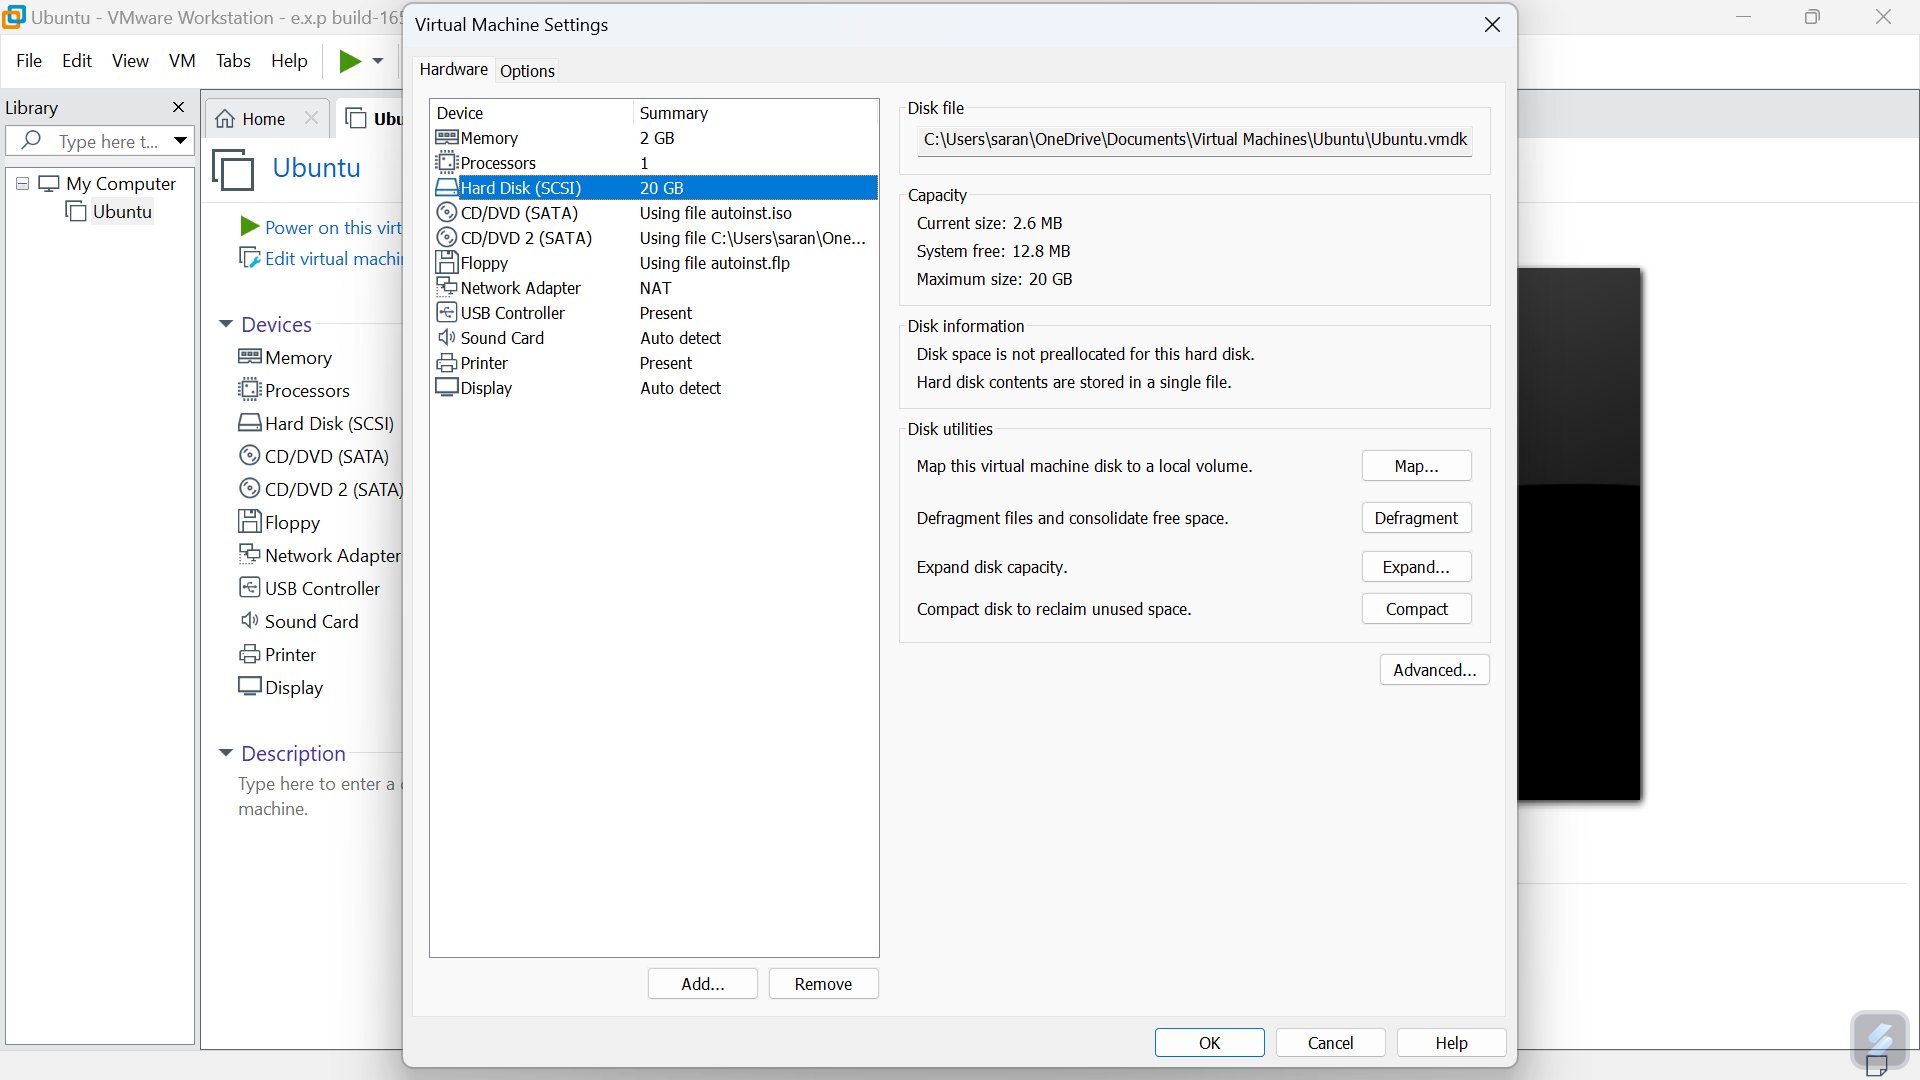 Ubuntu - VMware Workstation - e.x.p build-165
File Edit View VM Tabs Help
Library
Type here t...
My Computer
Ubuntu
Home
Ubu
Ubuntu
Power on this virt
Edit virtual machi
Devices
Memory
Processors
Hard Disk (SCSI)
CD/DVD (SATA)
CD/DVD 2 (SATA)
Floppy
Network Adapter
USB Controller
Sound Card
Printer
Display
Description
Type here to enter a
machine.
Virtual Machine Settings
Hardware Options
Device Summary
Memory 2 GB
Processors 1
Hard Disk (SCSI) 20 GB
CD/DVD (SATA) Using file autoinst.iso
CD/DVD 2 (SATA) Using file C:\Users\saran\One...
Floppy Using file autoinst.flp
Network Adapter NAT
USB Controller Present
Sound Card Auto detect
Printer Present
Display Auto detect
Add... Remove
Disk file
C:\Users\saran\OneDrive\Documents\Virtual Machines\Ubuntu\Ubuntu.vmdk
Capacity
Current size: 2.6 MB
System free: 12.8 MB
Maximum size: 20 GB
Disk information
Disk space is not preallocated for this hard disk.
Hard disk contents are stored in a single file.
Disk utilities
Map this virtual machine disk to a local volume. Map...
Defragment files and consolidate free space. Defragment
Expand disk capacity. Expand...
Compact disk to reclaim unused space. Compact
Advanced...
OK Cancel Help